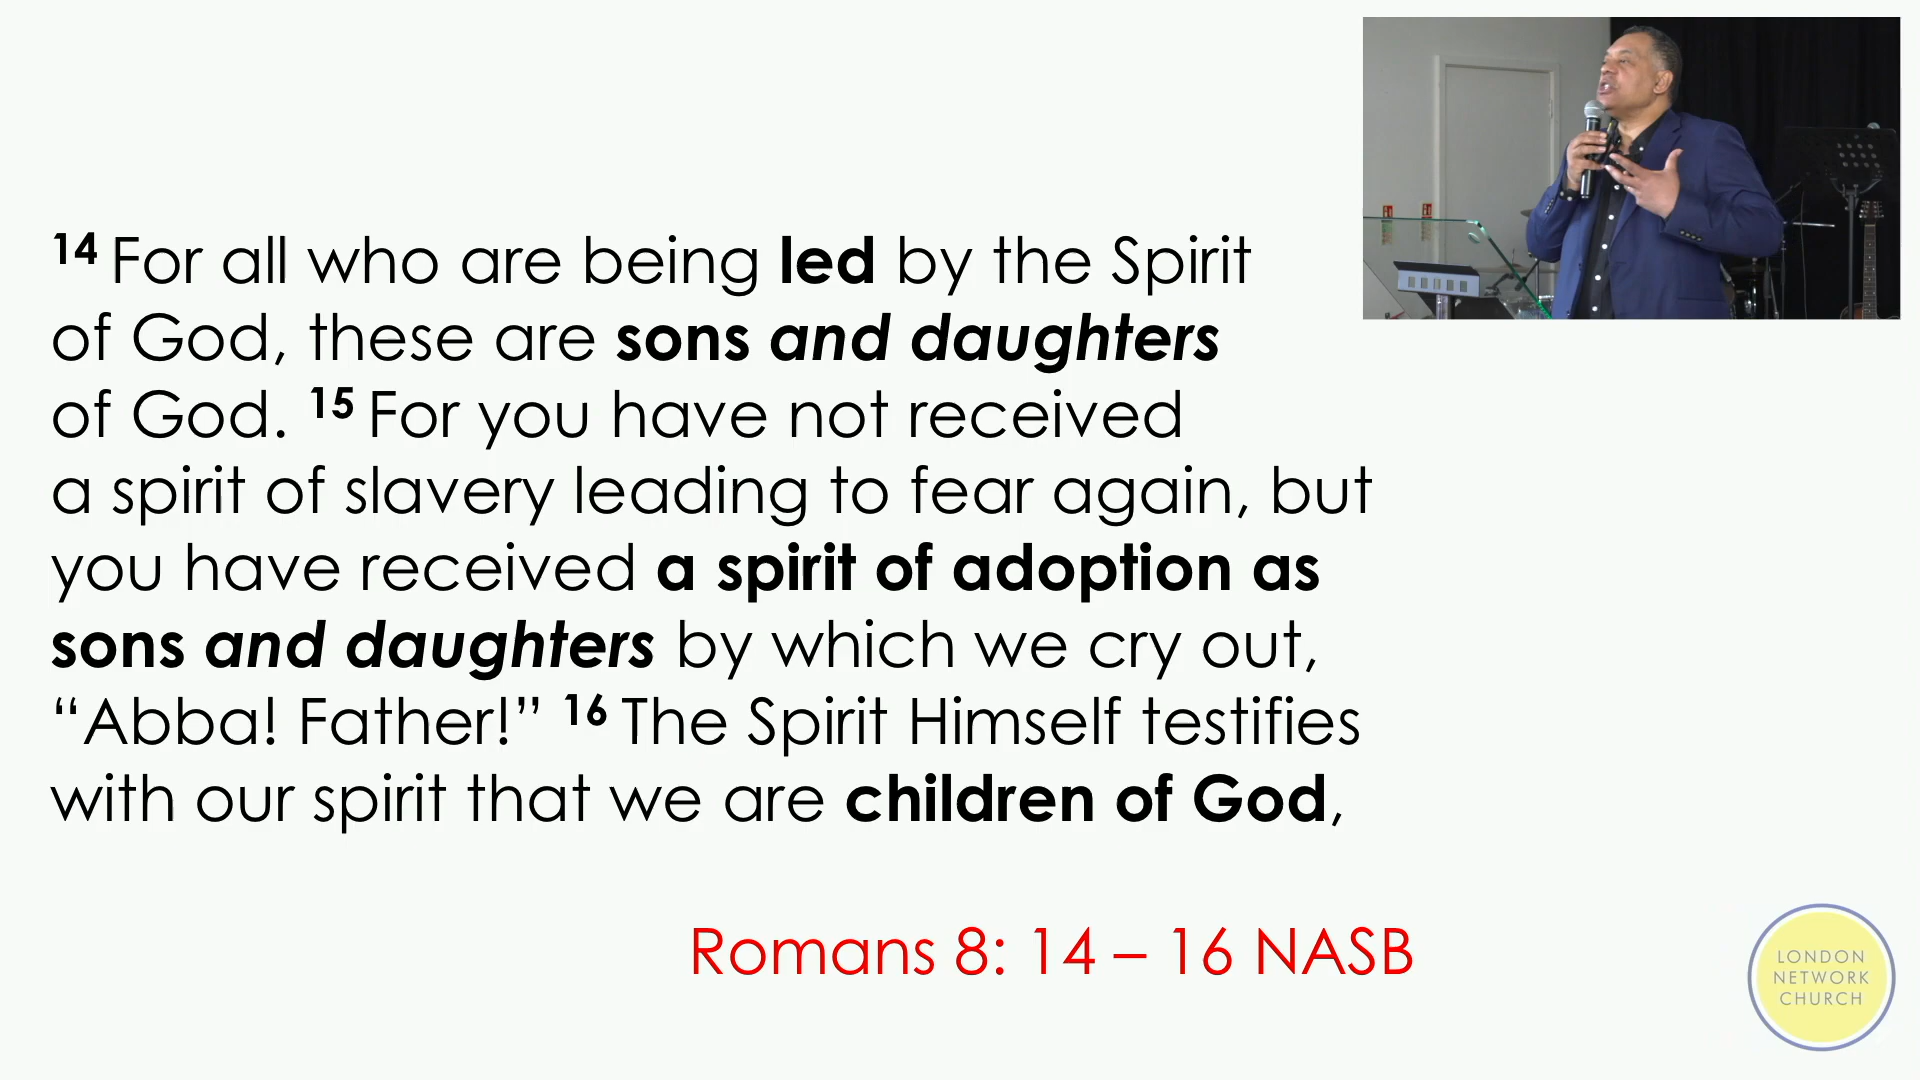 14 For all who are being led by the Spirit
of God, these are sons and daughters
of God. 15 For you have not received
a spirit of slavery leading to fear again, but
you have received a spirit of adoption as
sons and daughters by which we cry out,
“Abba! Father!” 16 The Spirit Himself testifies
with our spirit that we are children of God,
Romans 8: 14 – 16 NASB
LONDON
NETWORK
CHURCH